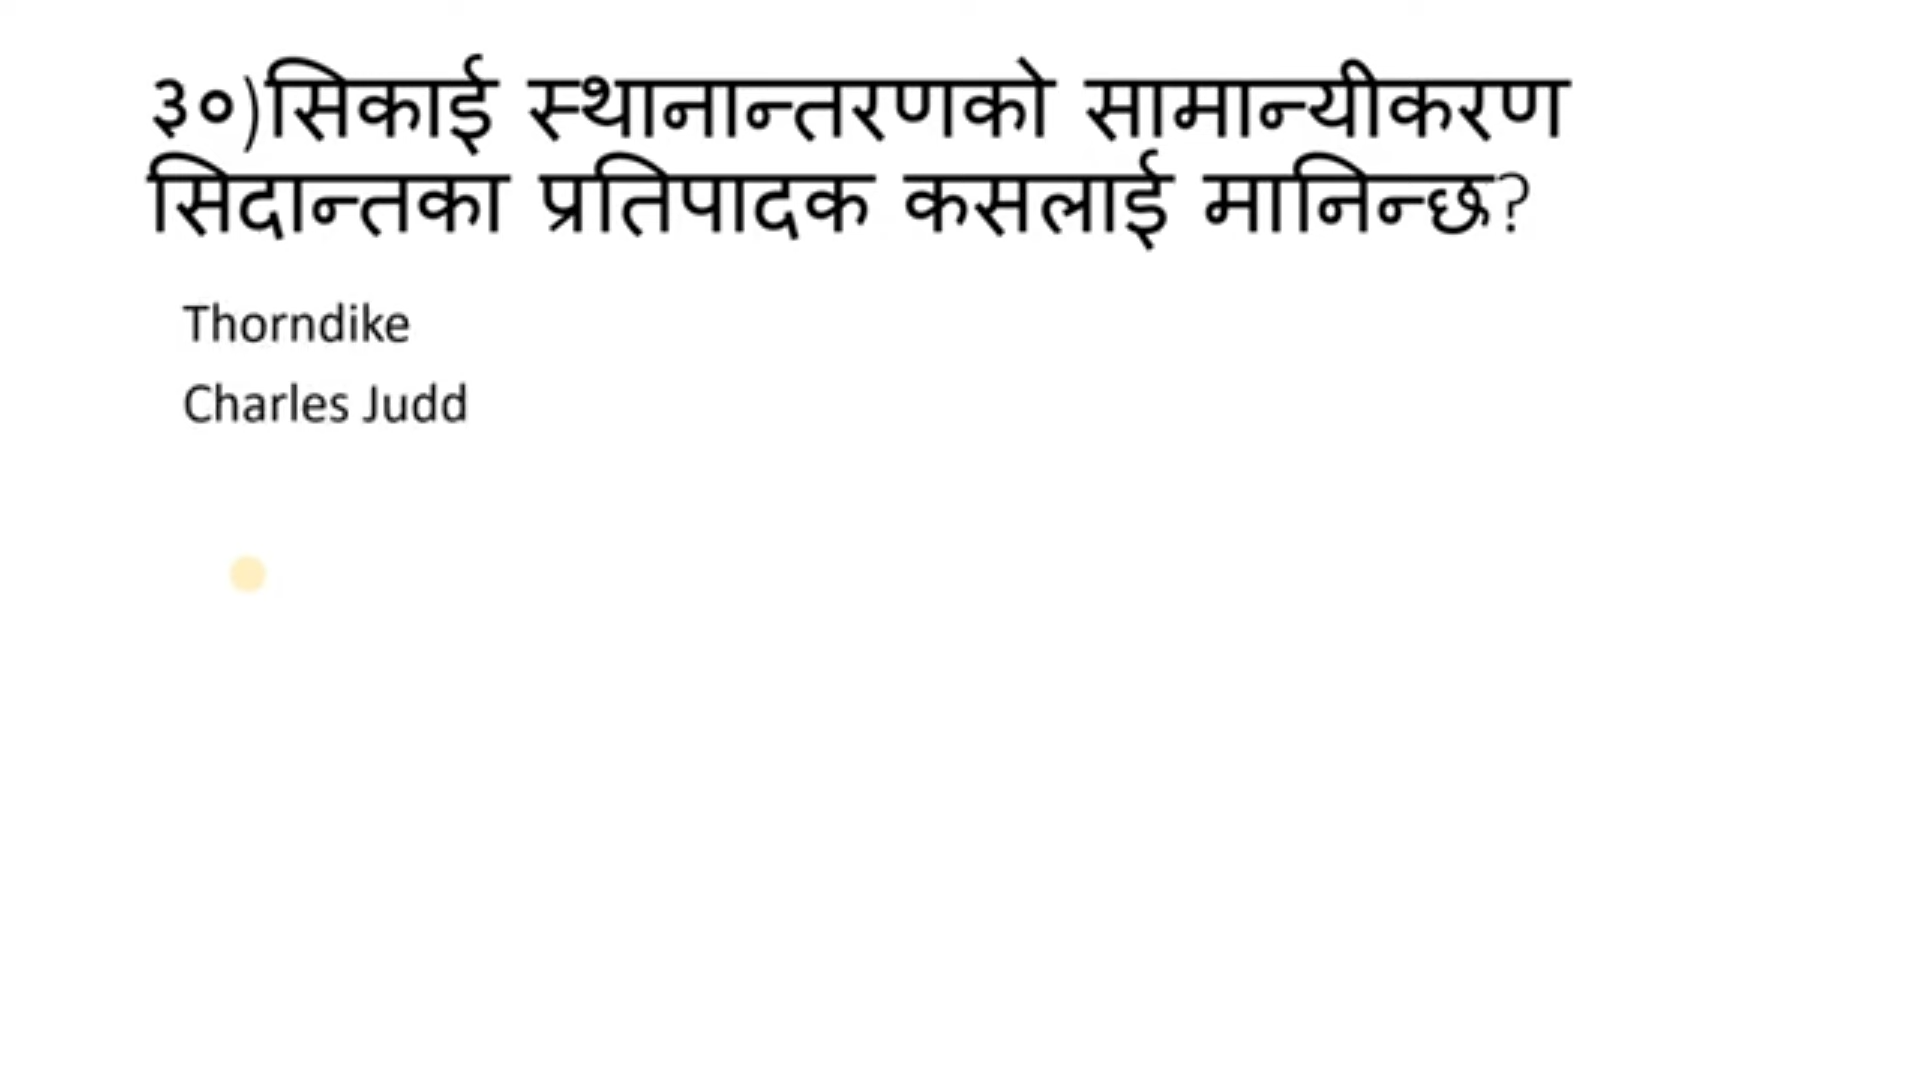 ३०)सिकाई स्थानान्तरणको सामान्यीकरण
सिदान्तका प्रतिपादक कसलाई मानिन्छ?
Thorndike
Charles Judd